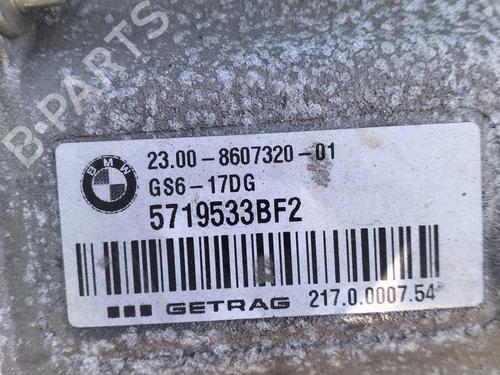 B-PARTS
BMW
23.00-8607320-01
GS6-17DG
5719533BF2
GETRAG 217.0.0007.54